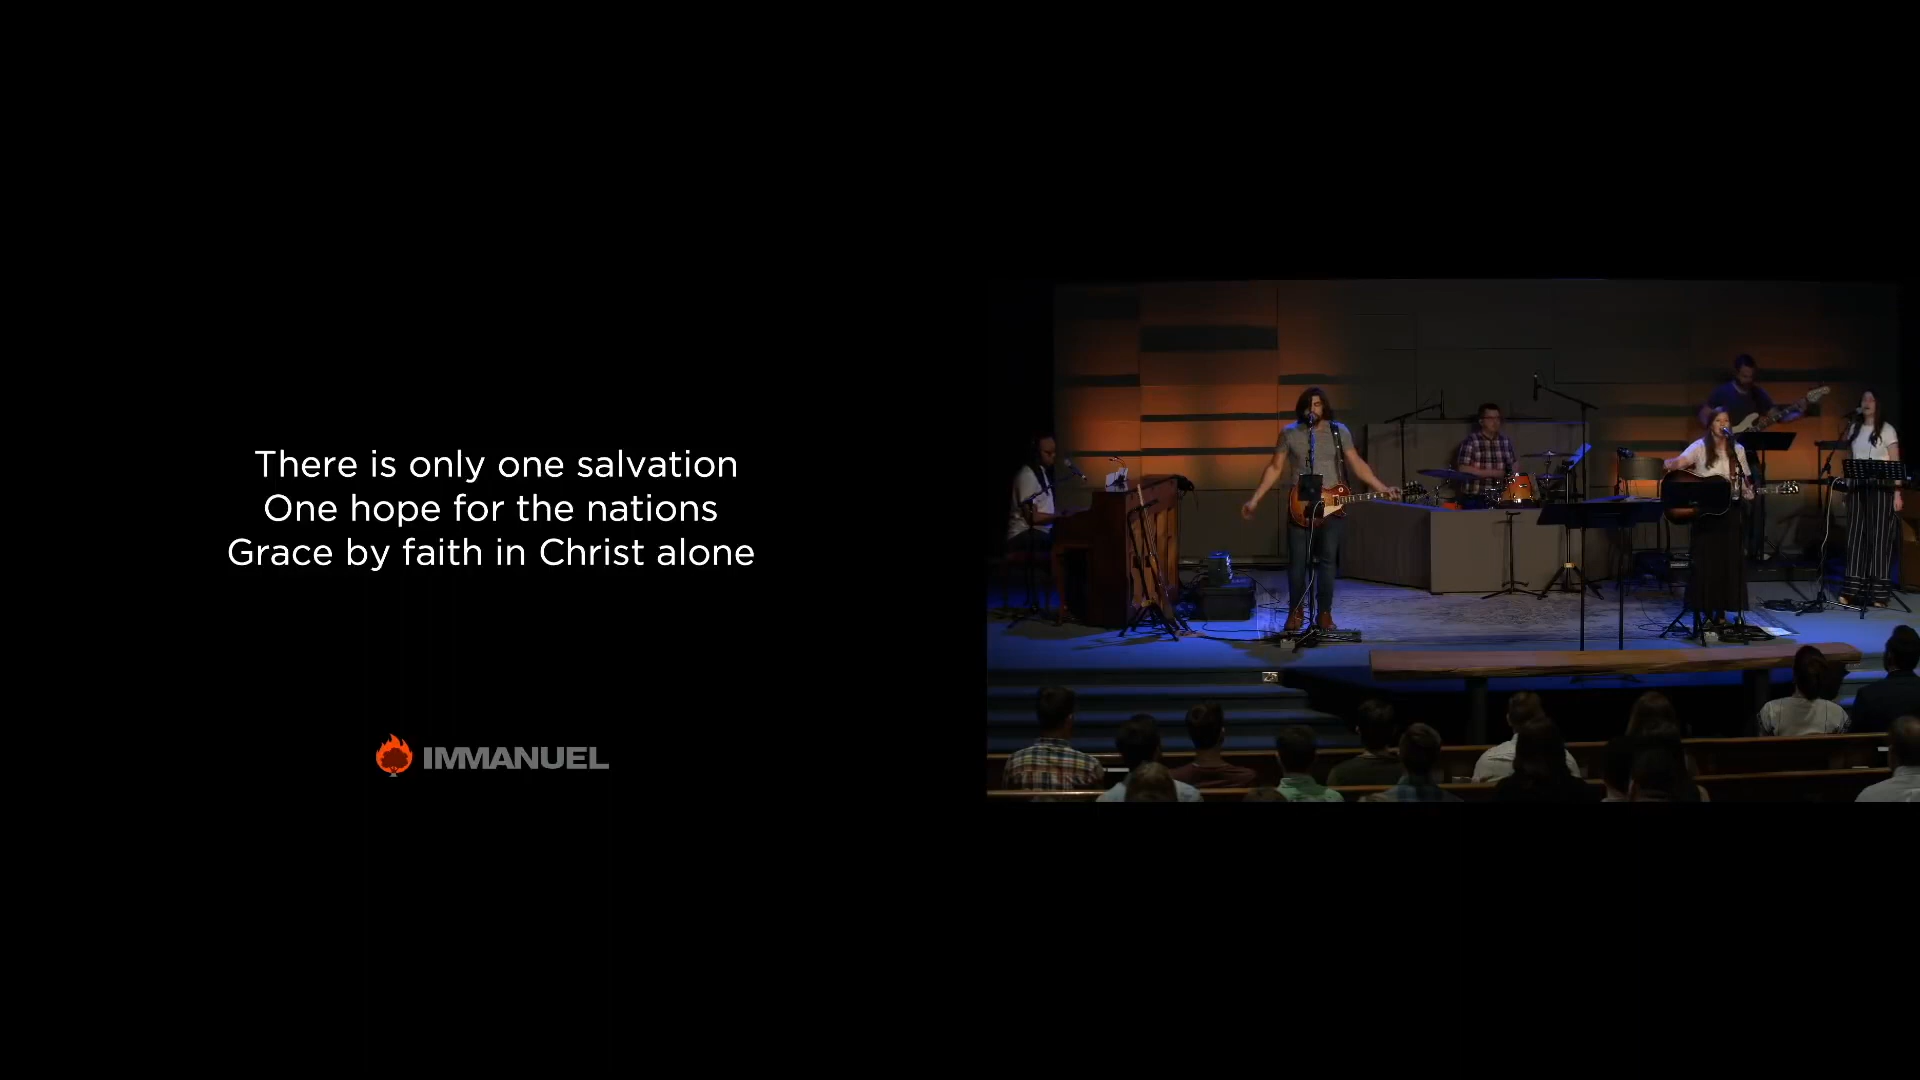 There is only one salvation
One hope for the nations
Grace by faith in Christ alone
IMMANUEL